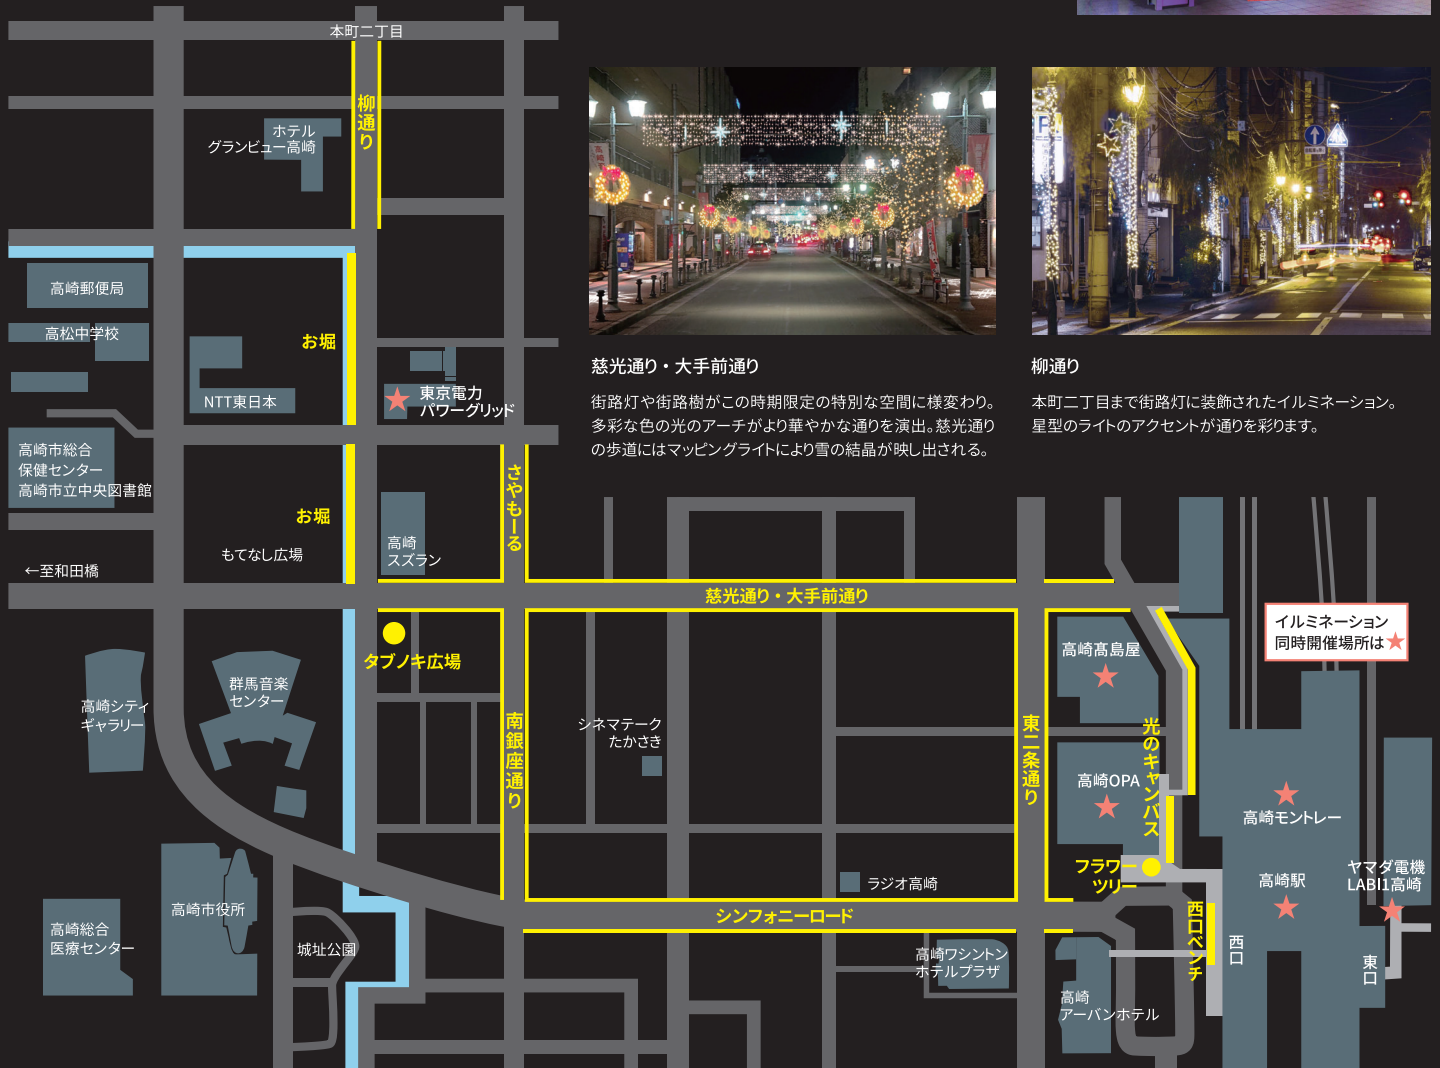 本町二丁目
柳通り
ホテル
グランビュー高崎
高崎郵便局
高松中学校
お堀
NTT東日本
東京電力
パワーグリッド
高崎市総合
保健センター
高崎市立中央図書館
お堀
もてなし広場
←至和田橋
高崎
スズラン
さやもーる
慈光通り・大手前通り
街路灯や街路樹がこの時期限定の特別な空間に様変わり。
多彩な色の光のアーチがより華やかな通りを演出。慈光通り
の歩道にはマッピングライトにより雪の結晶が映し出される。
柳通り
本町二丁目まで街路灯に装飾されたイルミネーション。
星型のライトのアクセントが通りを彩ります。
慈光通り・大手前通り
タブノキ広場
高崎シティ
ギャラリー
群馬音楽
センター
南銀座通り
シネマテーク
たかさき
東二条通り
高崎髙島屋
イルミネーション
同時開催場所は★
光のキャンバス
高崎OPA
高崎モントレー
フラワー
ツリー
ヤマダ電機
LABI1高崎
高崎駅
ラジオ高崎
シンフォニーロード
西口ベンチ
西口
東口
高崎市役所
高崎総合
医療センター
城址公園
高崎ワシントン
ホテルプラザ
高崎
アーバンホテル
P